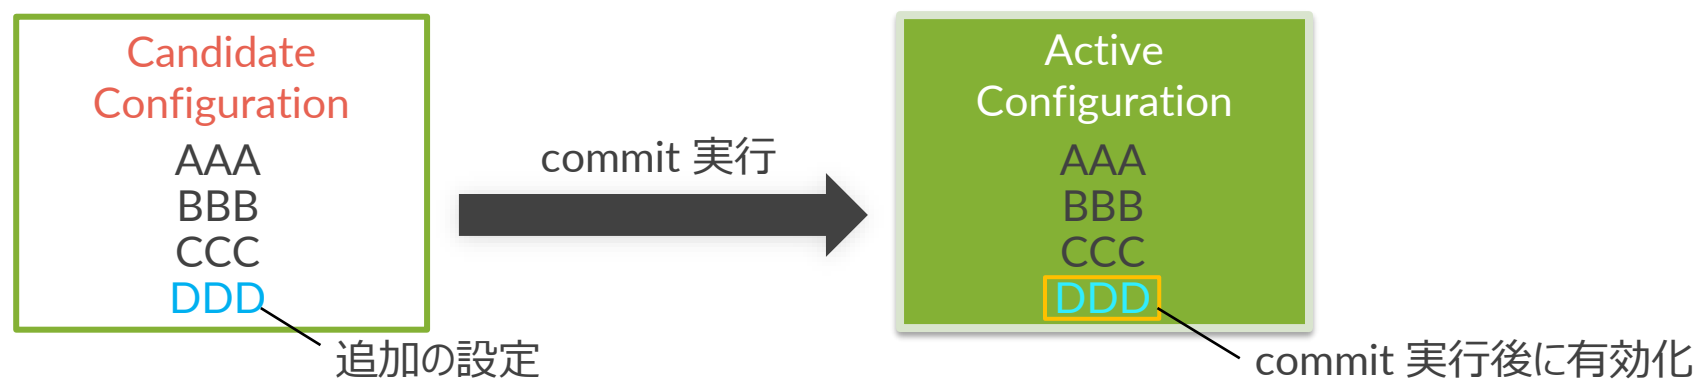 Candidate
Configuration
AAA
BBB
CCC
DDD
追加の設定
commit 実行
Active
Configuration
AAA
BBB
CCC
DDD
commit 実行後に有効化